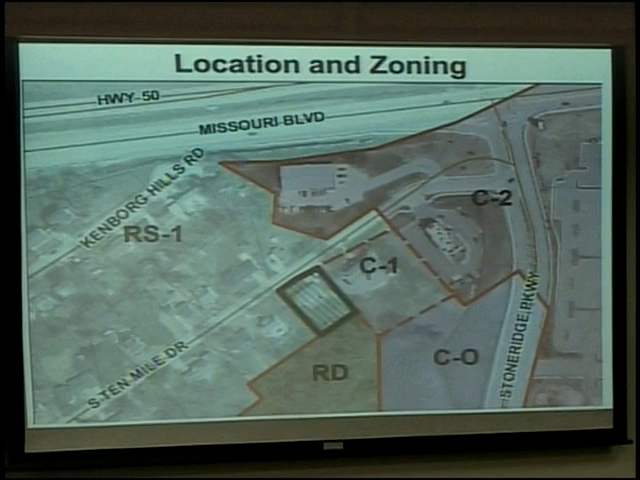 Location and Zoning
HWY-50
MISSOURI BLVD
KENBORG HILLS RD
RS-1
C-2
C-1
S TEN MILE DR
RD
C-O
STONERIDGE PKWY